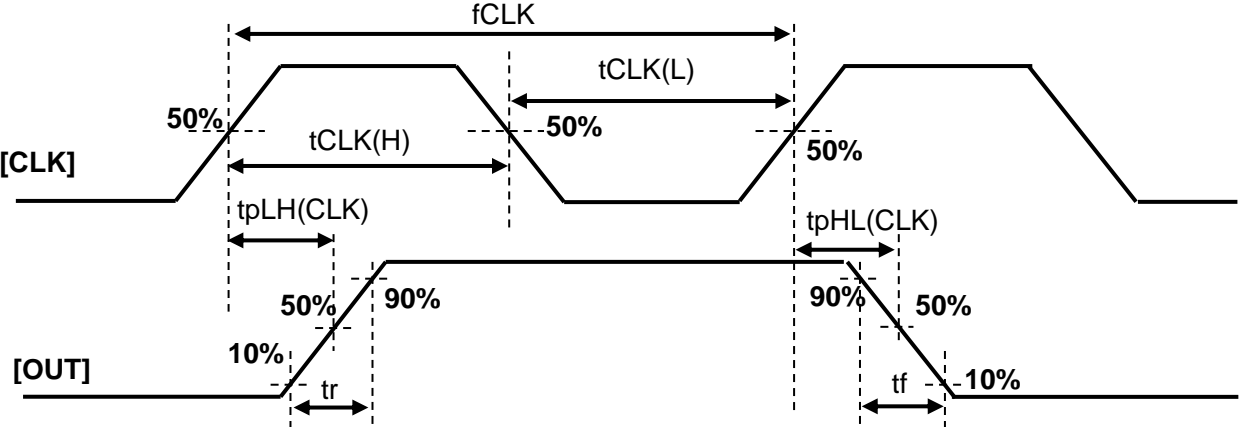 fCLK
tCLK(L)
50%
50%
tCLK(H)
50%
[CLK]
tpLH(CLK)
tpHL(CLK)
50%
90%
90%
50%
10%
[OUT]
tr
tf
10%